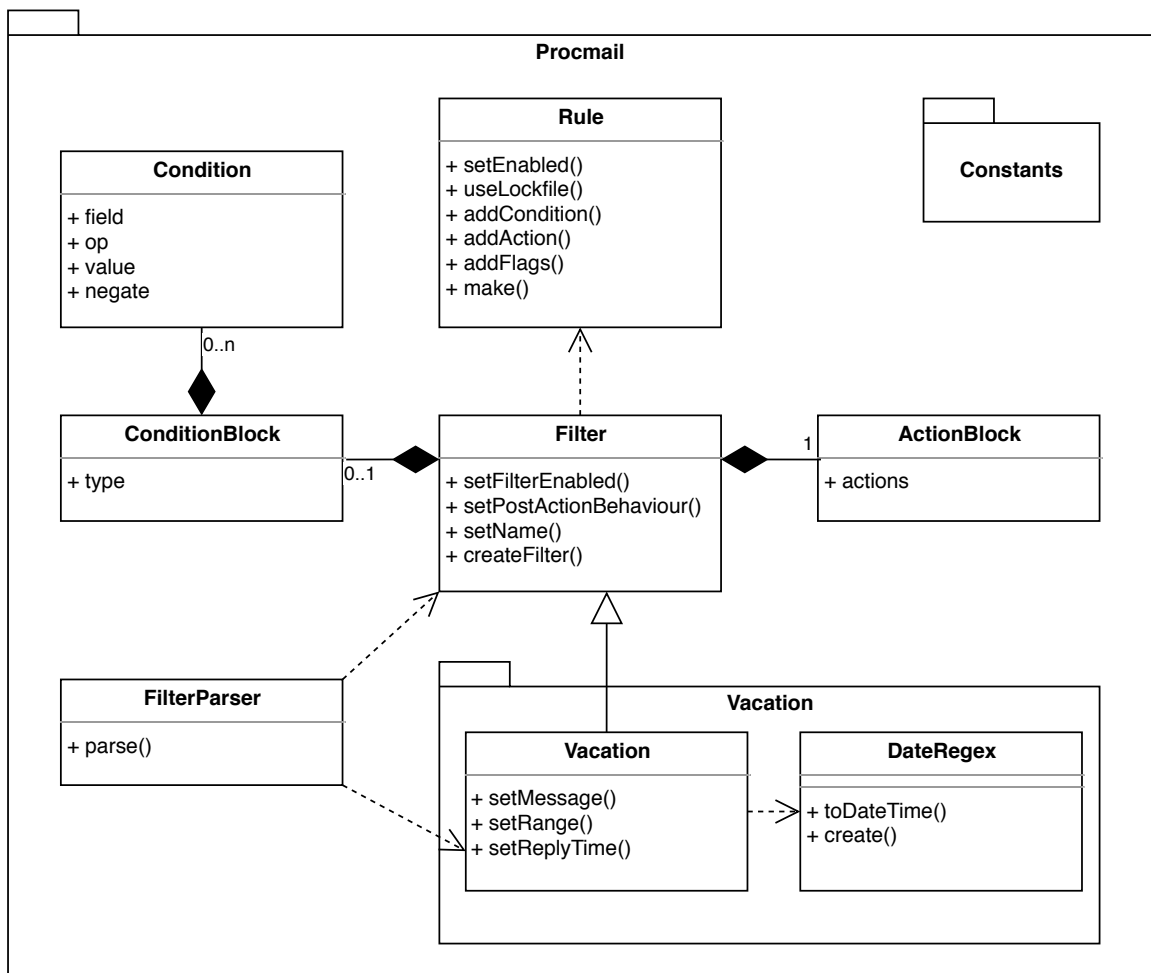 Procmail
Rule
+ setEnabled()
+ useLockfile()
+ addCondition()
+ addAction()
+ addFlags()
+ make()
Constants
Condition
+ field
+ op
+ value
+ negate
0..n
ConditionBlock
+ type
0..1
Filter
+ setFilterEnabled()
+ setPostActionBehaviour()
+ setName()
+ createFilter()
1
ActionBlock
+ actions
FilterParser
+ parse()
Vacation
Vacation
+ setMessage()
+ setRange()
+ setReplyTime()
DateRegex
+ toDateTime()
+ create()